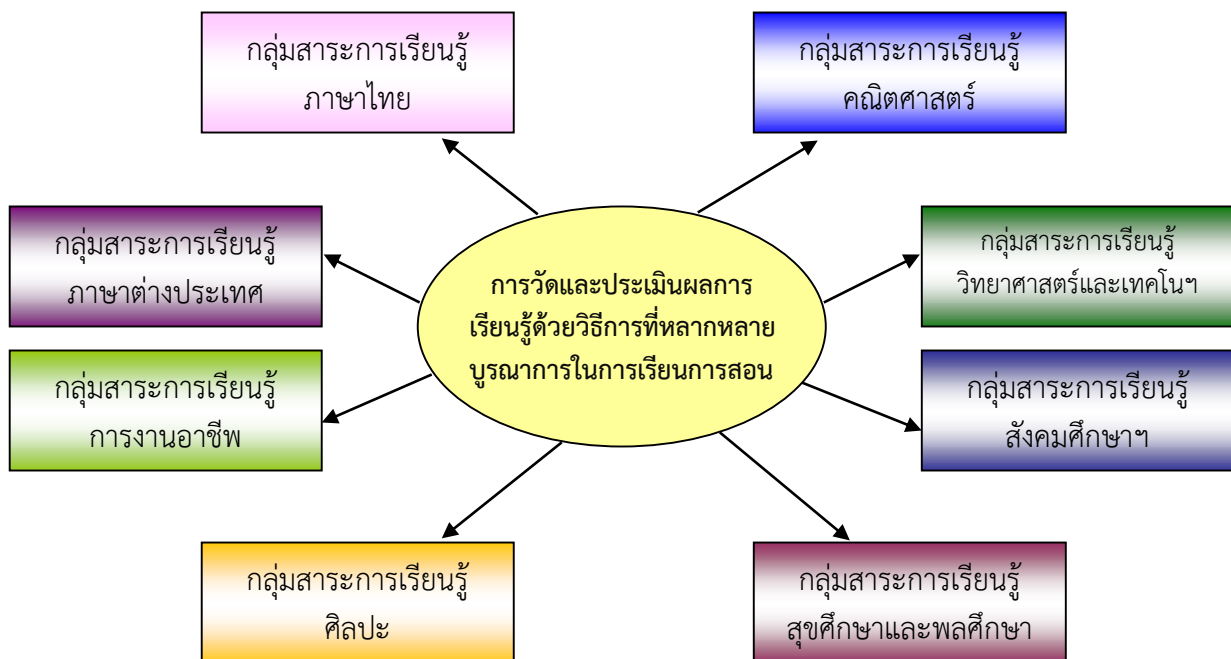 กลุ่มสาระการเรียนรู้
ภาษาไทย
กลุ่มสาระการเรียนรู้
คณิตศาสตร์
กลุ่มสาระการเรียนรู้
ภาษาต่างประเทศ
กลุ่มสาระการเรียนรู้
วิทยาศาสตร์และเทคโนฯ
การวัดและประเมินผลการ
เรียนรู้ด้วยวิธีการที่หลากหลาย
บูรณาการในการเรียนการสอน
กลุ่มสาระการเรียนรู้
การงานอาชีพ
กลุ่มสาระการเรียนรู้
สังคมศึกษาฯ
กลุ่มสาระการเรียนรู้
ศิลปะ
กลุ่มสาระการเรียนรู้
สุขศึกษาและพลศึกษา